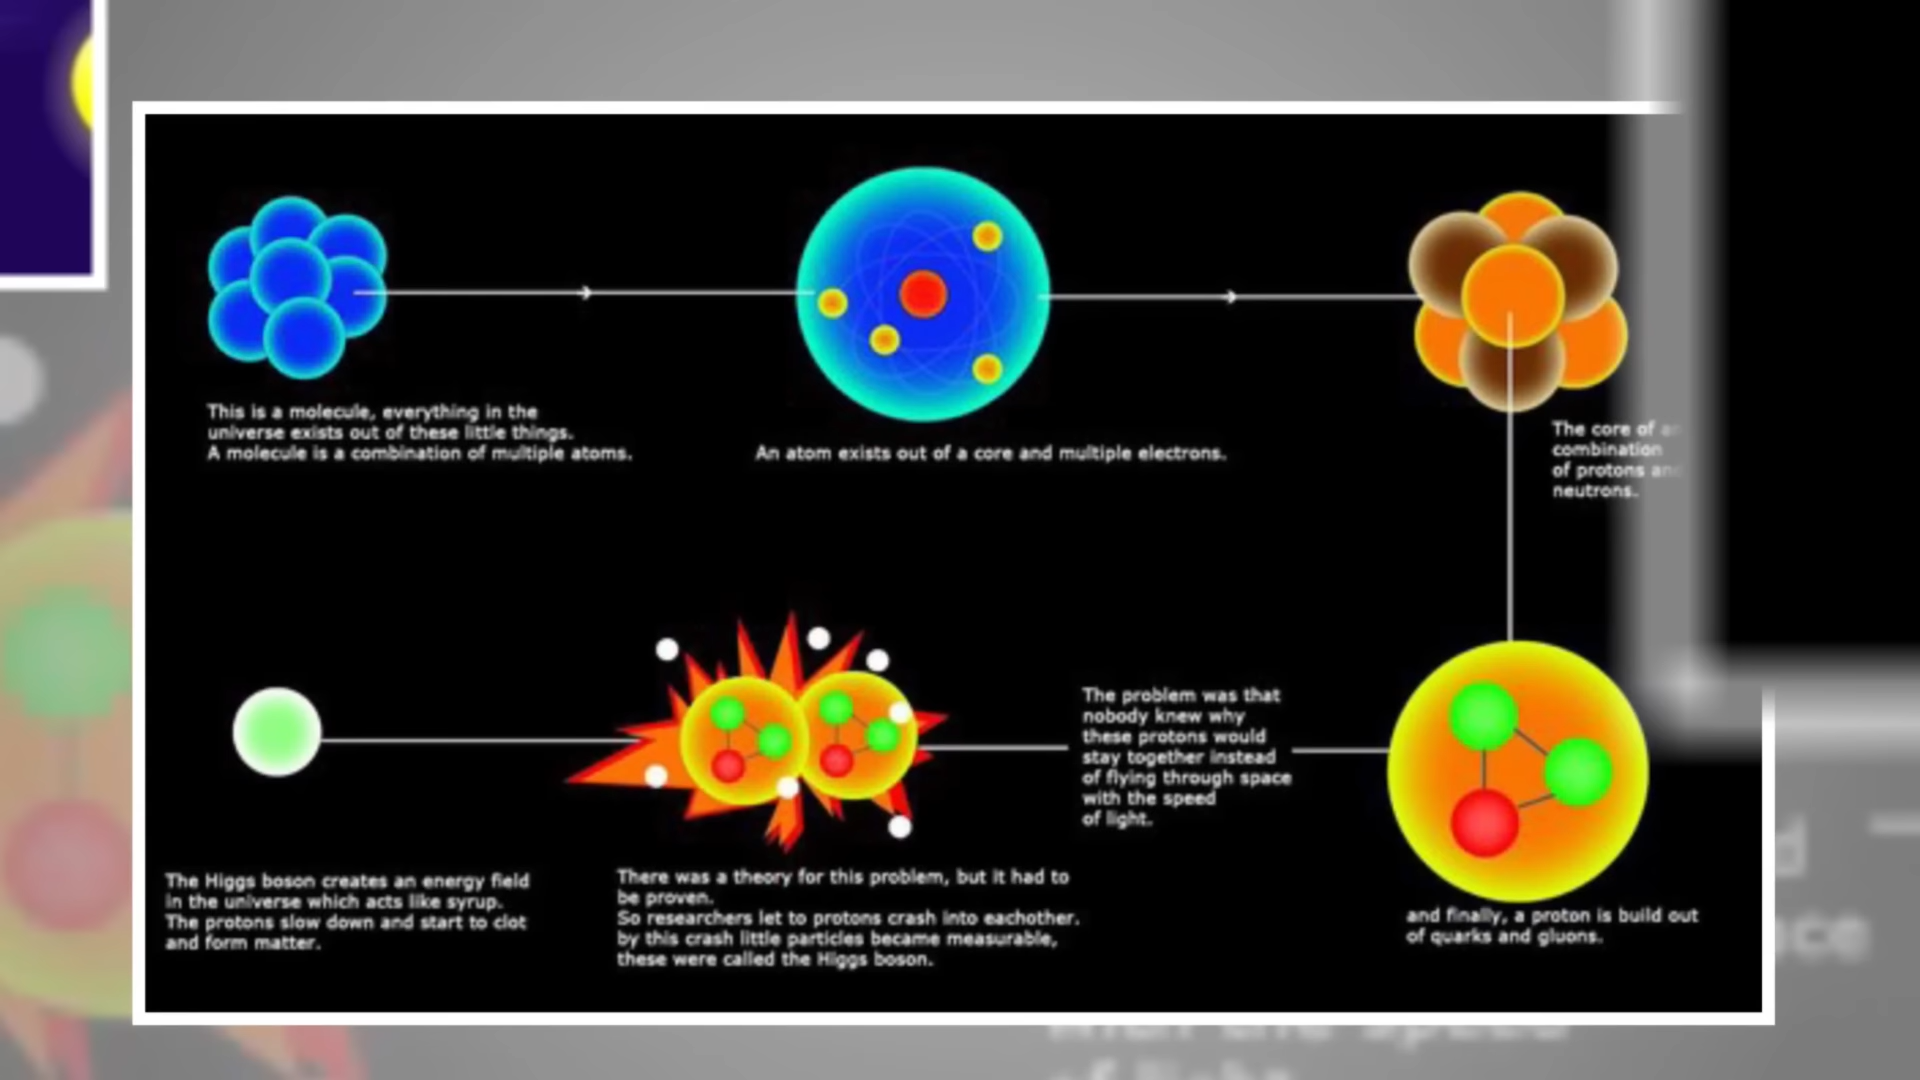 This is a molecule, everything in the
universe exists out of these little things.
A molecule is a combination of multiple atoms.
An atom exists out of a core and multiple electrons.
The core of
combination
of protons
neutrons.
The problem was that
nobody knew why
these protons would
stay together instead
of flying through space
with the speed
of light.
and finally, a proton is build out
of quarks and gluons.
There was a theory for this problem, but it had to
be proven.
So researchers let to protons crash into eachother.
by this crash little particles became measurable,
these were called the Higgs boson.
The Higgs boson creates an energy field
in the universe which acts like syrup.
The protons slow down and start to clot
and form matter.